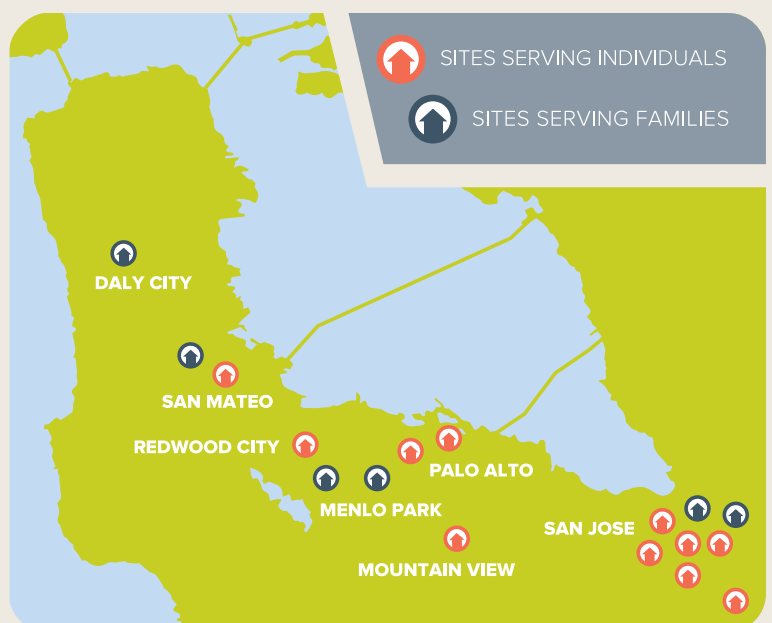 SITES SERVING INDIVIDUALS
SITES SERVING FAMILIES
DALY CITY
SAN MATEO
REDWOOD CITY
PALO ALTO
MENLO PARK
SAN JOSE
MOUNTAIN VIEW